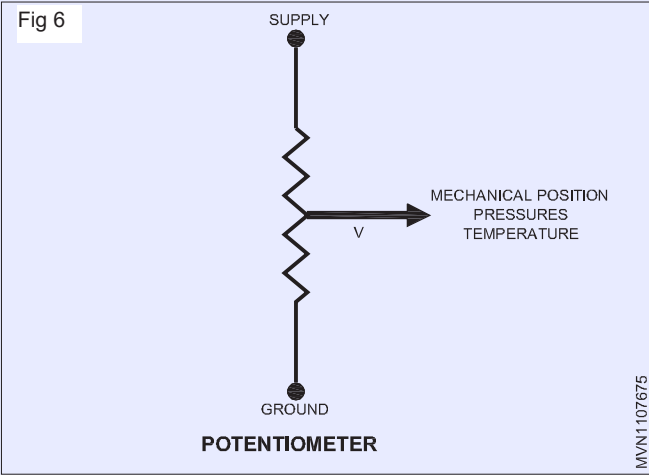 Fig 6
SUPPLY
MECHANICAL POSITION
PRESSURES
TEMPERATURE
V
GROUND
POTENTIOMETER
MVN1107675